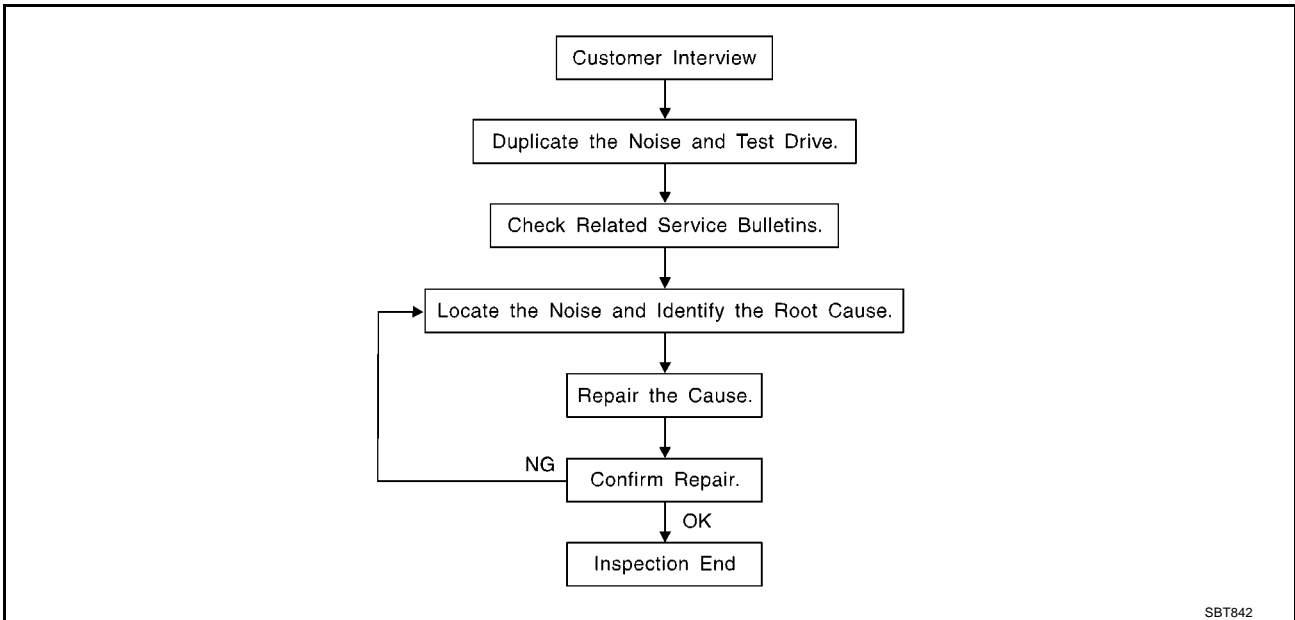 Customer Interview
Duplicate the Noise and Test Drive.
Check Related Service Bulletins.
Locate the Noise and Identify the Root Cause.
Repair the Cause.
NG
Confirm Repair.
OK
Inspection End
SBT842